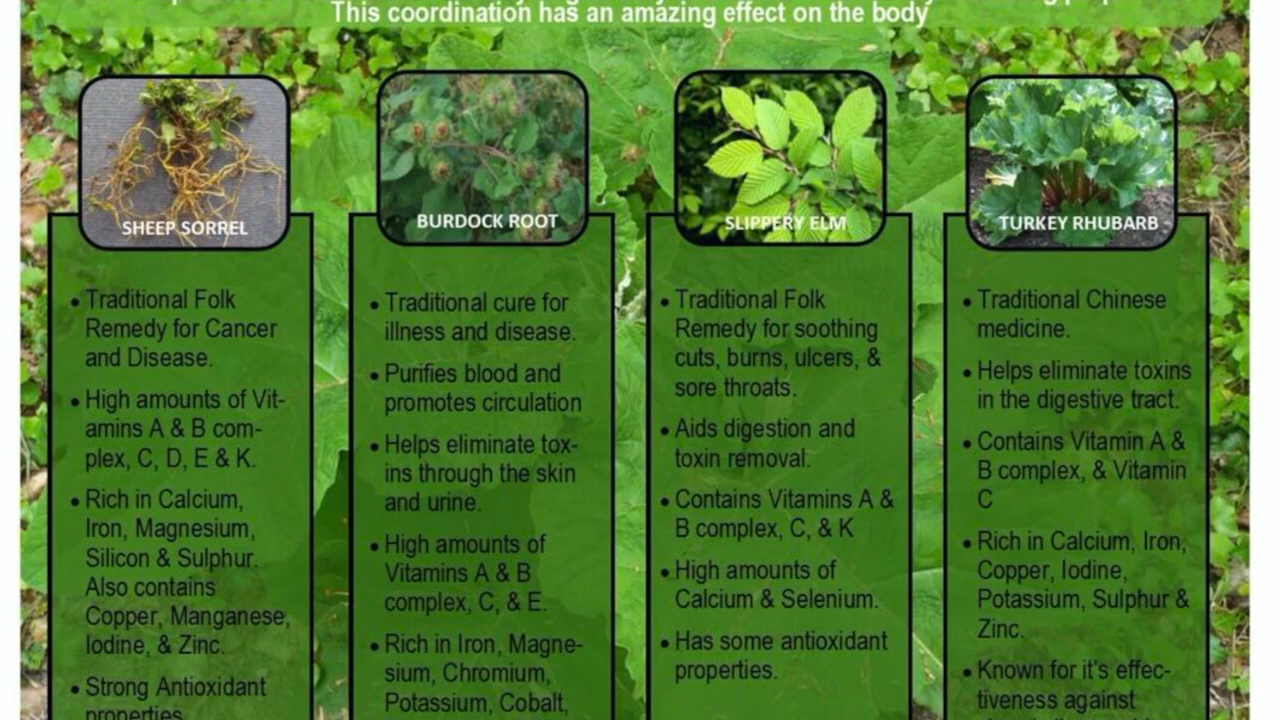 This coordination has an amazing effect on the body
SHEEP SORREL
• Traditional Folk
Remedy for Cancer
and Disease.
• High amounts of Vit-
amins A & B com-
plex, C, D, E & K.
• Rich in Calcium,
Iron, Magnesium,
Silicon & Sulphur.
Also contains
Copper, Manganese,
Iodine, & Zinc.
• Strong Antioxidant
properties
BURDOCK ROOT
• Traditional cure for
illness and disease.
• Purifies blood and
promotes circulation
• Helps eliminate tox-
ins through the skin
and urine.
• High amounts of
Vitamins A & B
complex, C, & E.
• Rich in Iron, Magne-
sium, Chromium,
Potassium, Cobalt,
SLIPPERY ELM
• Traditional Folk
Remedy for soothing
cuts, burns, ulcers, &
sore throats.
• Aids digestion and
toxin removal.
• Contains Vitamins A &
B complex, C, & K
• High amounts of
Calcium & Selenium.
• Has some antioxidant
properties.
TURKEY RHUBARB
• Traditional Chinese
medicine.
• Helps eliminate toxins
in the digestive tract.
• Contains Vitamin A &
B complex, & Vitamin
C
• Rich in Calcium, Iron,
Copper, Iodine,
Potassium, Sulphur &
Zinc.
• Known for it's effec-
tiveness against